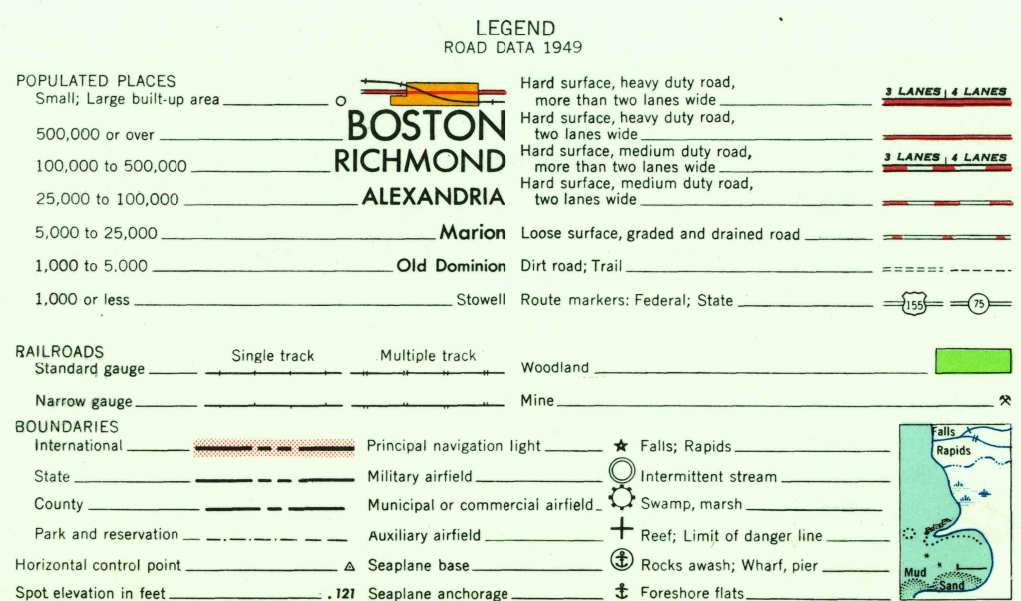 LEGEND
ROAD DATA 1949
POPULATED PLACES
Small; Large built-up area
500,000 or over BOSTON
100,000 to 500,000 RICHMOND
25,000 to 100,000 ALEXANDRIA
5,000 to 25,000 Marion
1,000 to 5,000 Old Dominion
1,000 or less Stowell
Hard surface, heavy duty road,
more than two lanes wide 3 LANES 4 LANES
Hard surface, heavy duty road,
two lanes wide
Hard surface, medium duty road,
more than two lanes wide 3 LANES 4 LANES
Hard surface, medium duty road,
two lanes wide
Loose surface, graded and drained road
Dirt road; Trail
Route markers: Federal; State 155 75
RAILROADS Single track Multiple track
Standard gauge
Narrow gauge
Woodland
Mine
BOUNDARIES
International
State
County
Park and reservation
Horizontal control point
Spot elevation in feet .121
Principal navigation light
Military airfield
Municipal or commercial airfield
Auxiliary airfield
Seaplane base
Seaplane anchorage
Falls; Rapids
Intermittent stream
Swamp, marsh
Reef; Limit of danger line
Rocks awash; Wharf, pier
Foreshore flats
Falls
Rapids
Mud
Sand